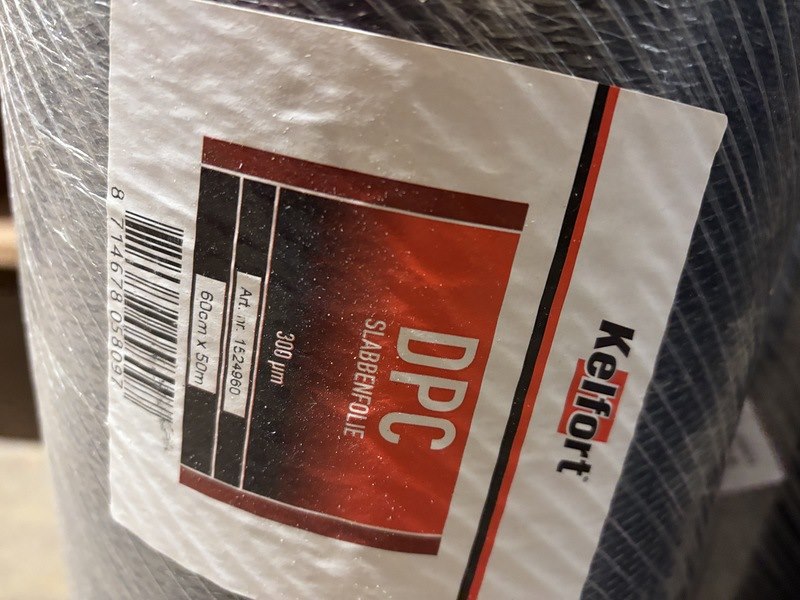 Kelfort
DPC
SLABBENFOLIE
300 µm
Art. nr. 1524960
60cm x 50m
8 714678 058097